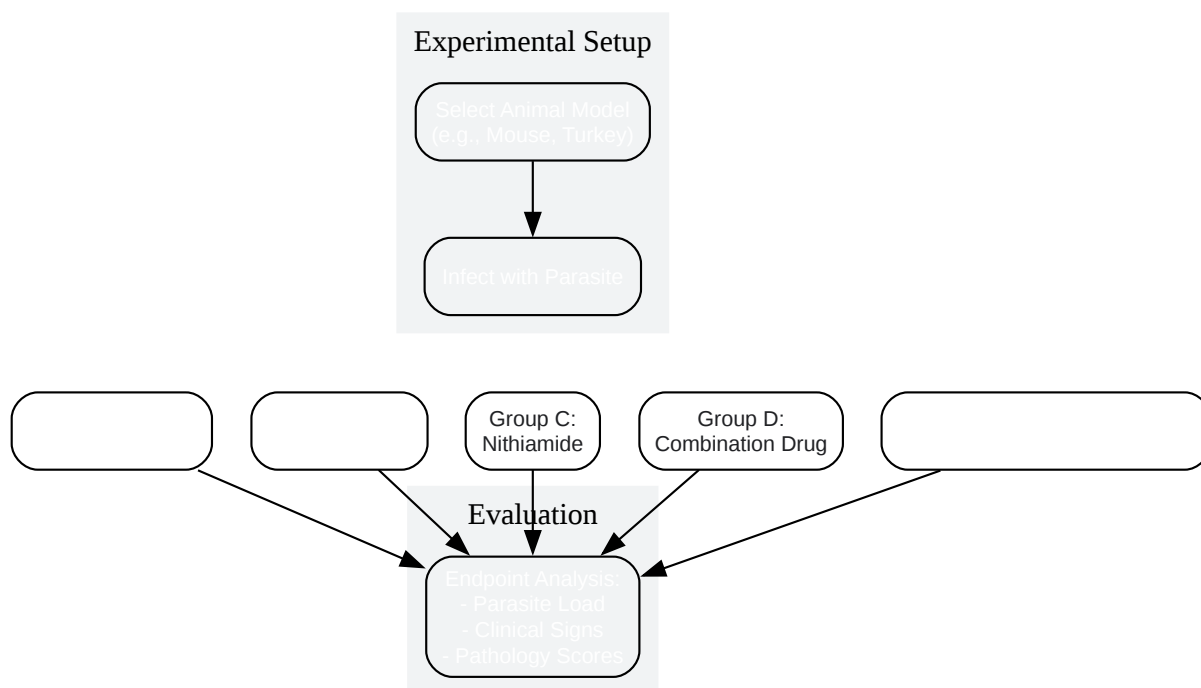 Experimental Setup
Select Animal Model
(e.g., Mouse, Turkey)
Infect with Parasite
Group C:
Nithiamide
Group D:
Combination Drug
Evaluation
Endpoint Analysis:
- Parasite Load
- Clinical Signs
- Pathology Scores